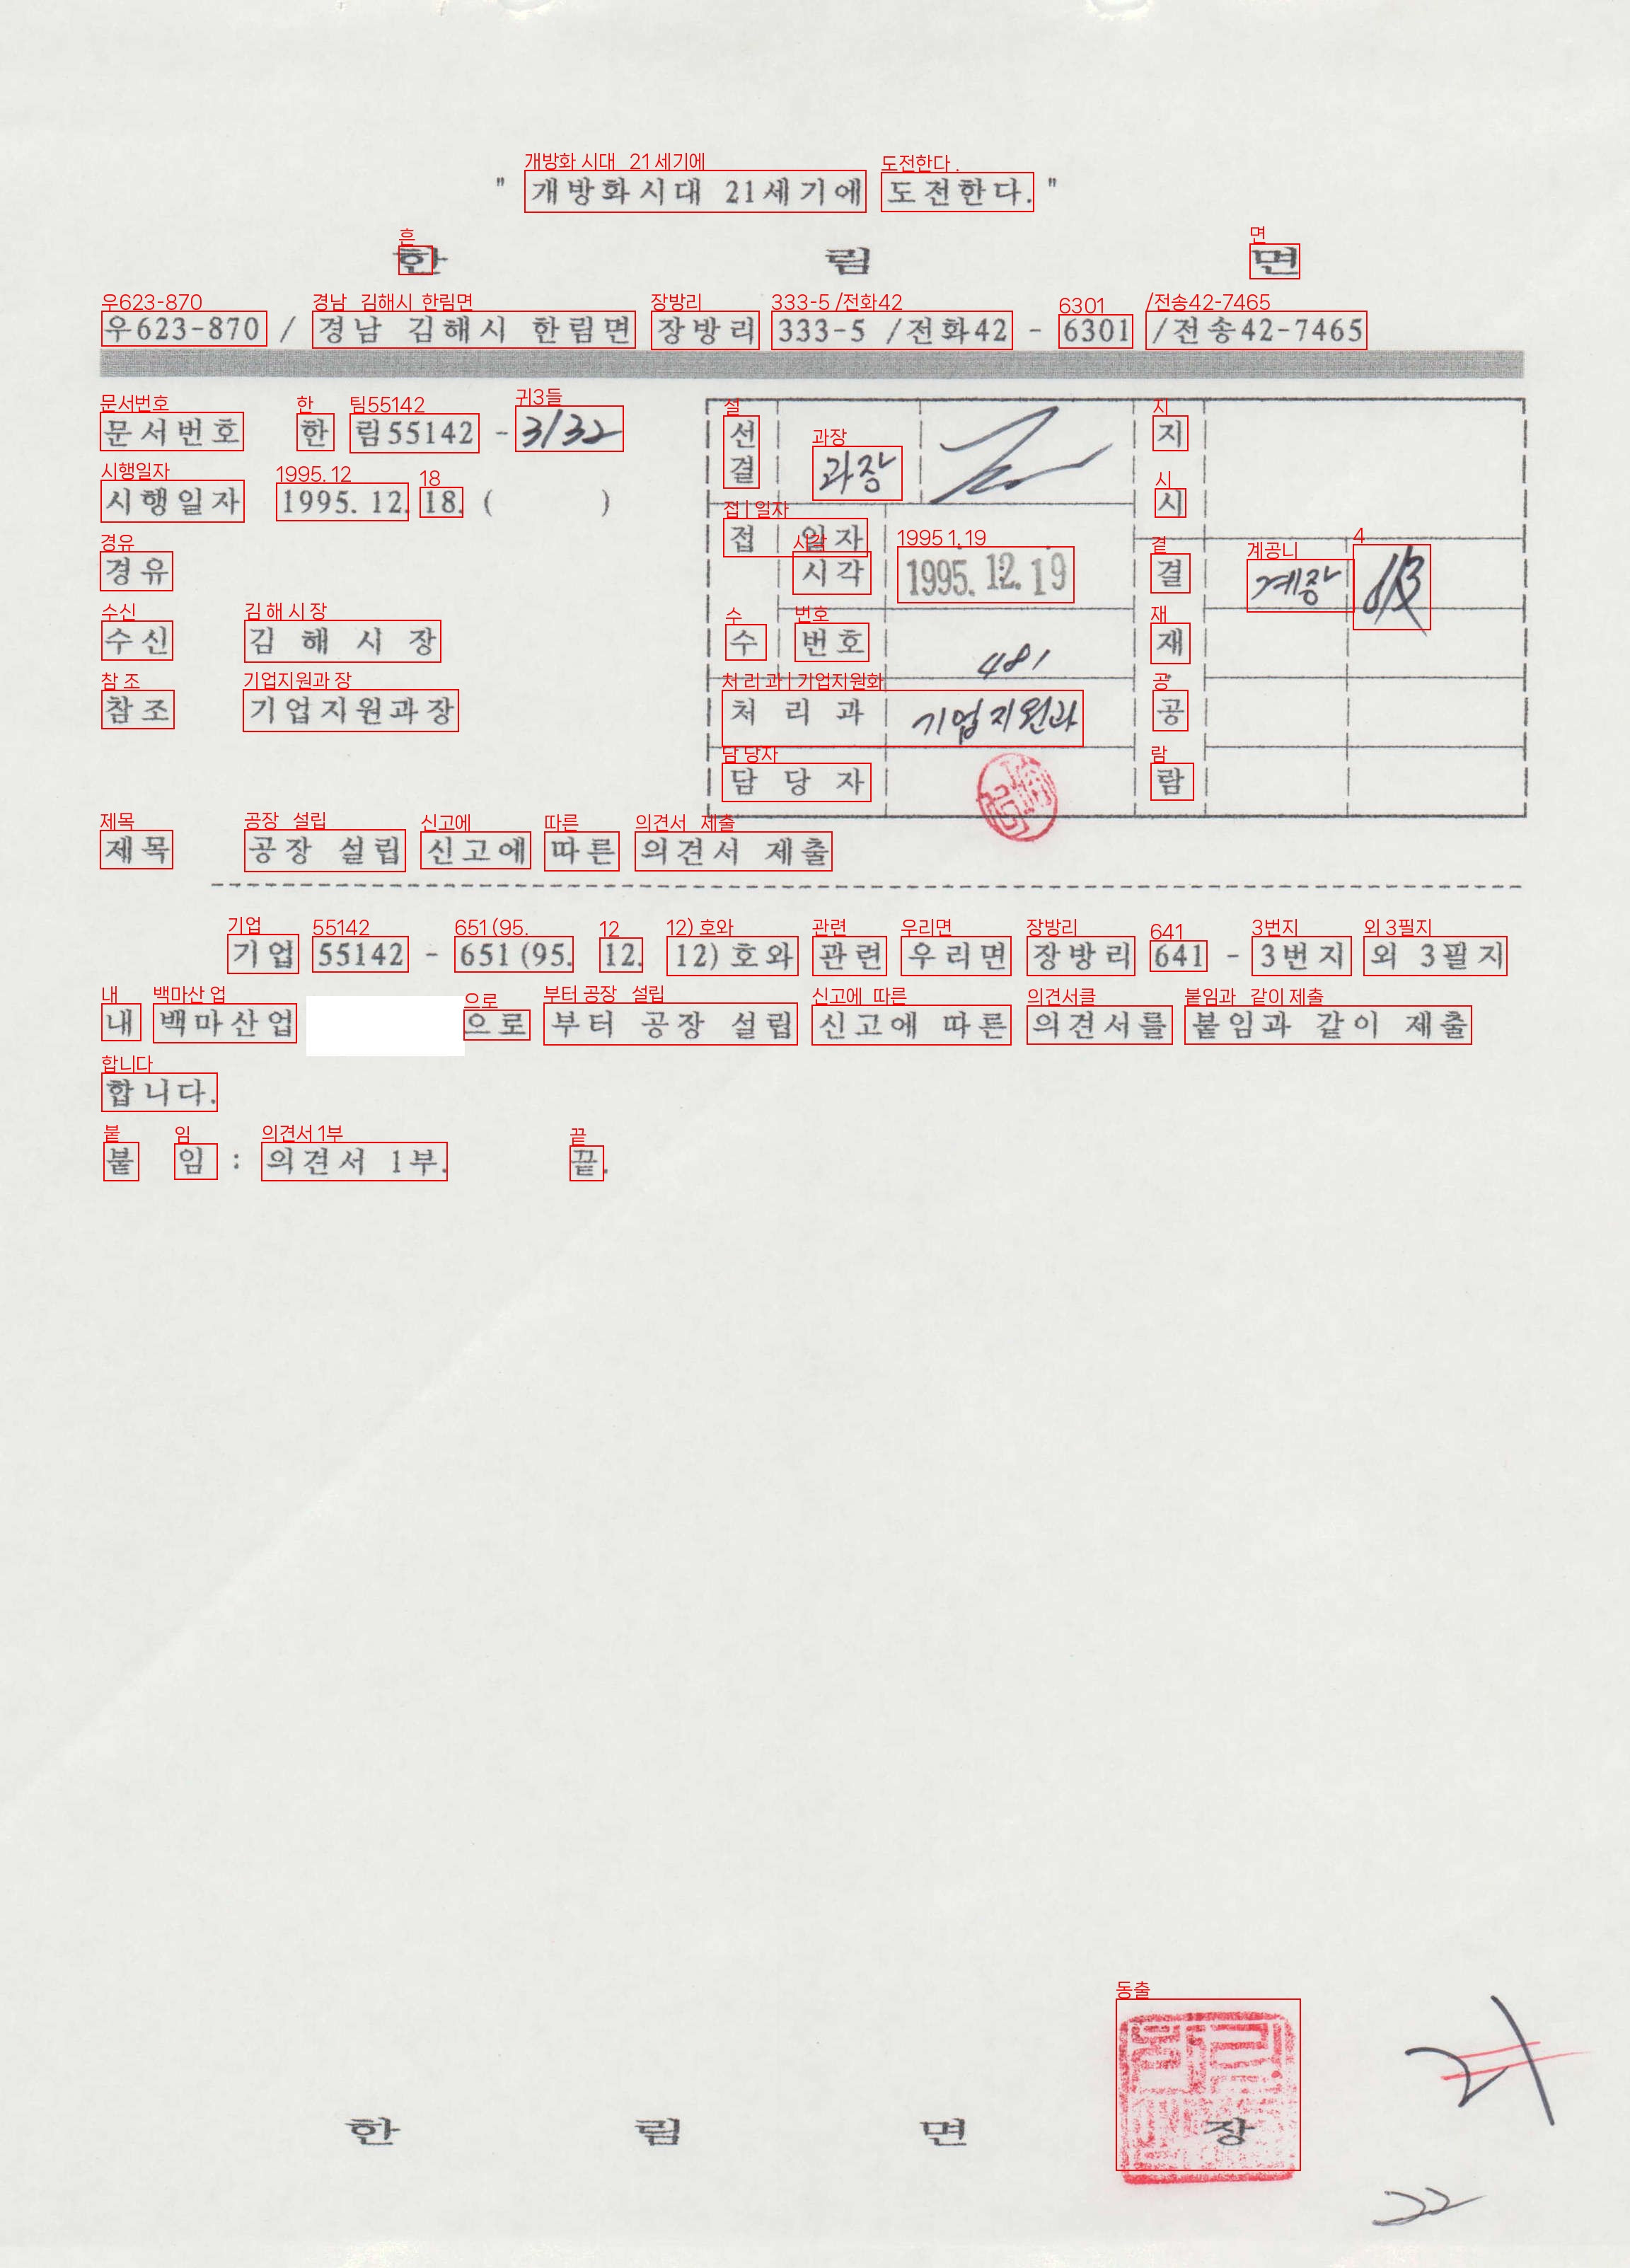 " 개방화시대 21세기에 도전한다. "
한 림 면
우623-870 / 경남 김해시 한림면 장방리 333-5 /전화42 - 6301 /전송42-7465
문서번호 한림55142 - 3132
시행일자 1995. 12. 18. ( )
경유
수신 김 해 시 장
참조 기업지원과장
선결 과장 지시
접수 일자 시각 1995. 12. 19 결재 계장
번호 481
처 리 과 기업지원과 공람
담 당 자
제목 공장 설립 신고에 따른 의견서 제출
기업 55142 - 651(95. 12. 12)호와 관련 우리면 장방리 641 - 3번지 외 3필지
내 백마산업 으로 부터 공장 설립 신고에 따른 의견서를 붙임과 같이 제출
합니다.
붙 임 : 의견서 1부. 끝.
한 림 면 장
22